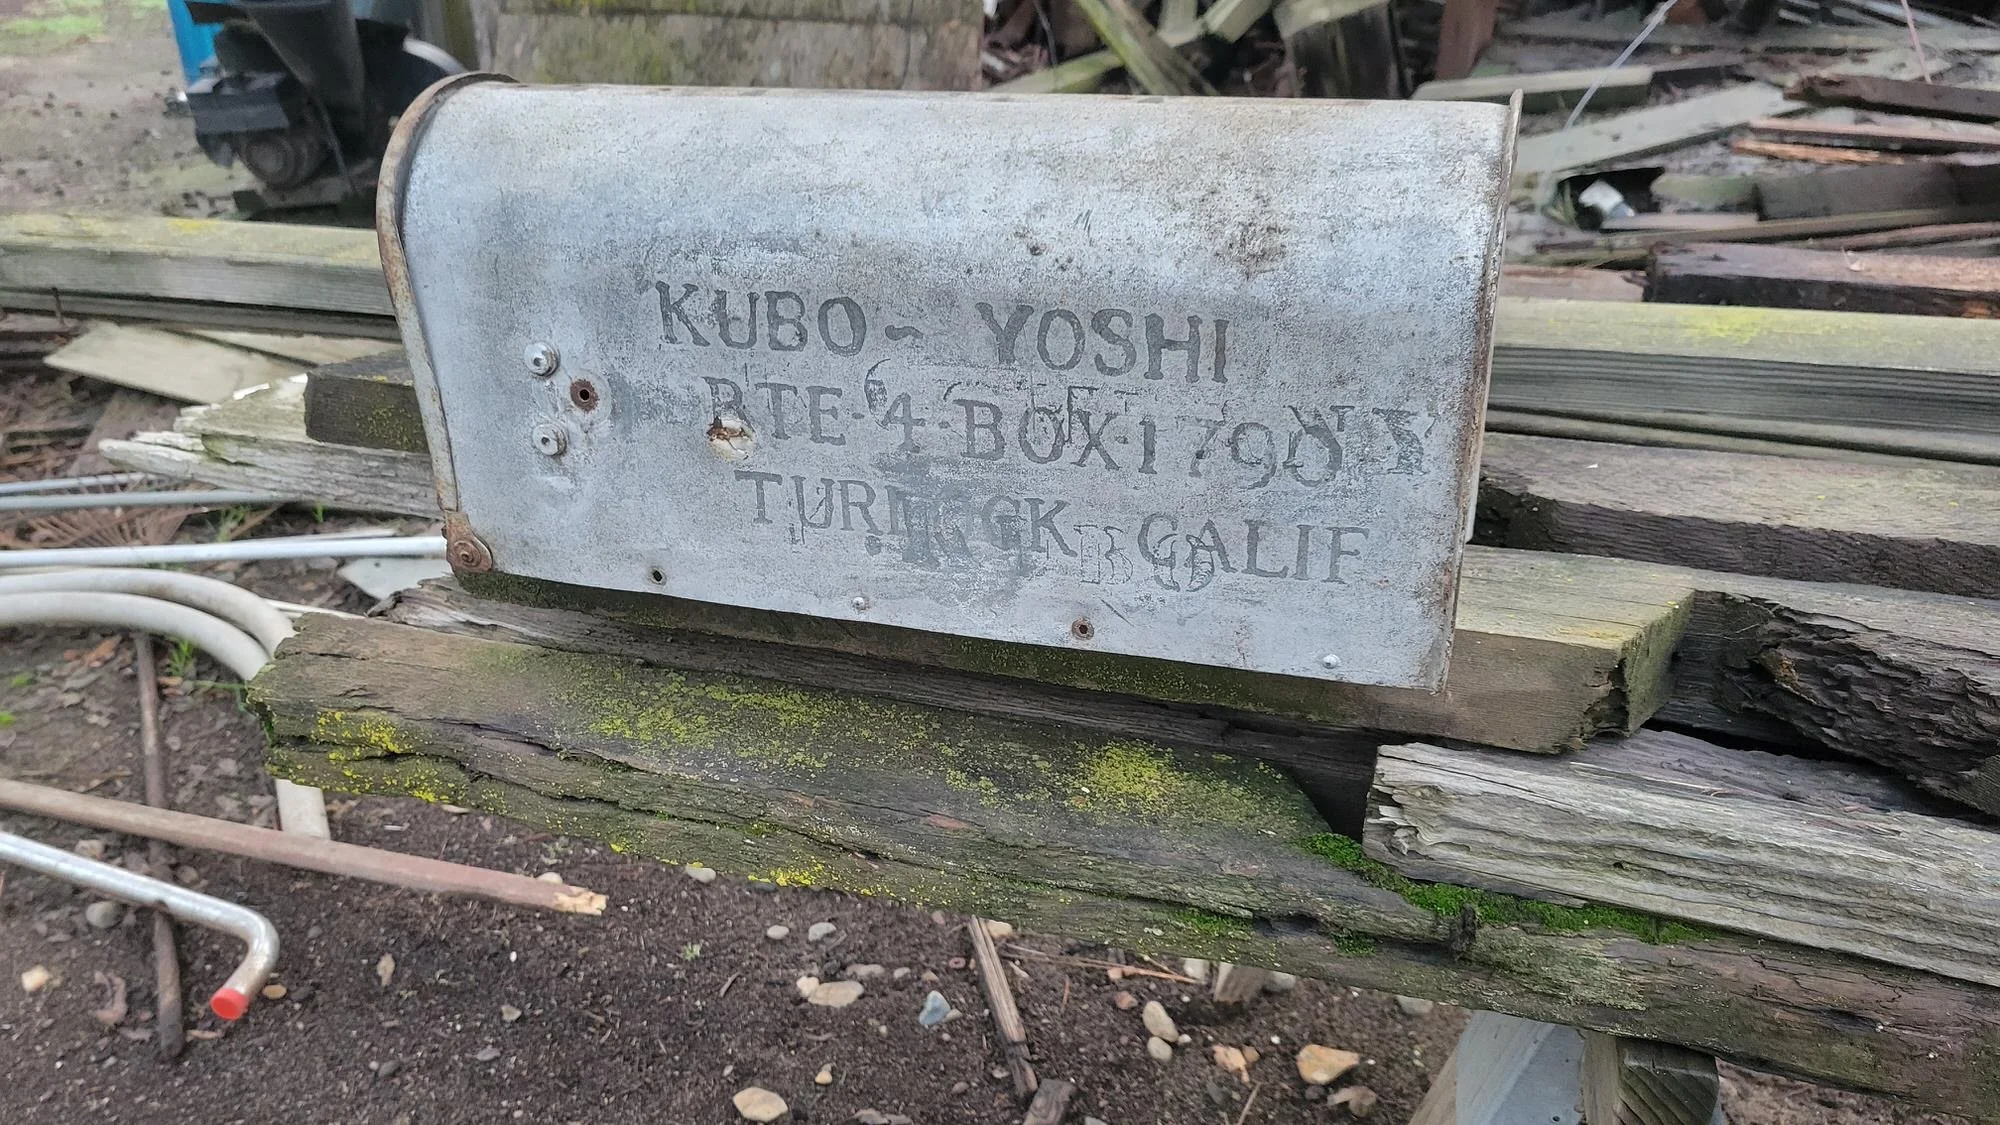 KUBO- YOSHI
RTE-4-BOX-1790
TURLOCK CALIF